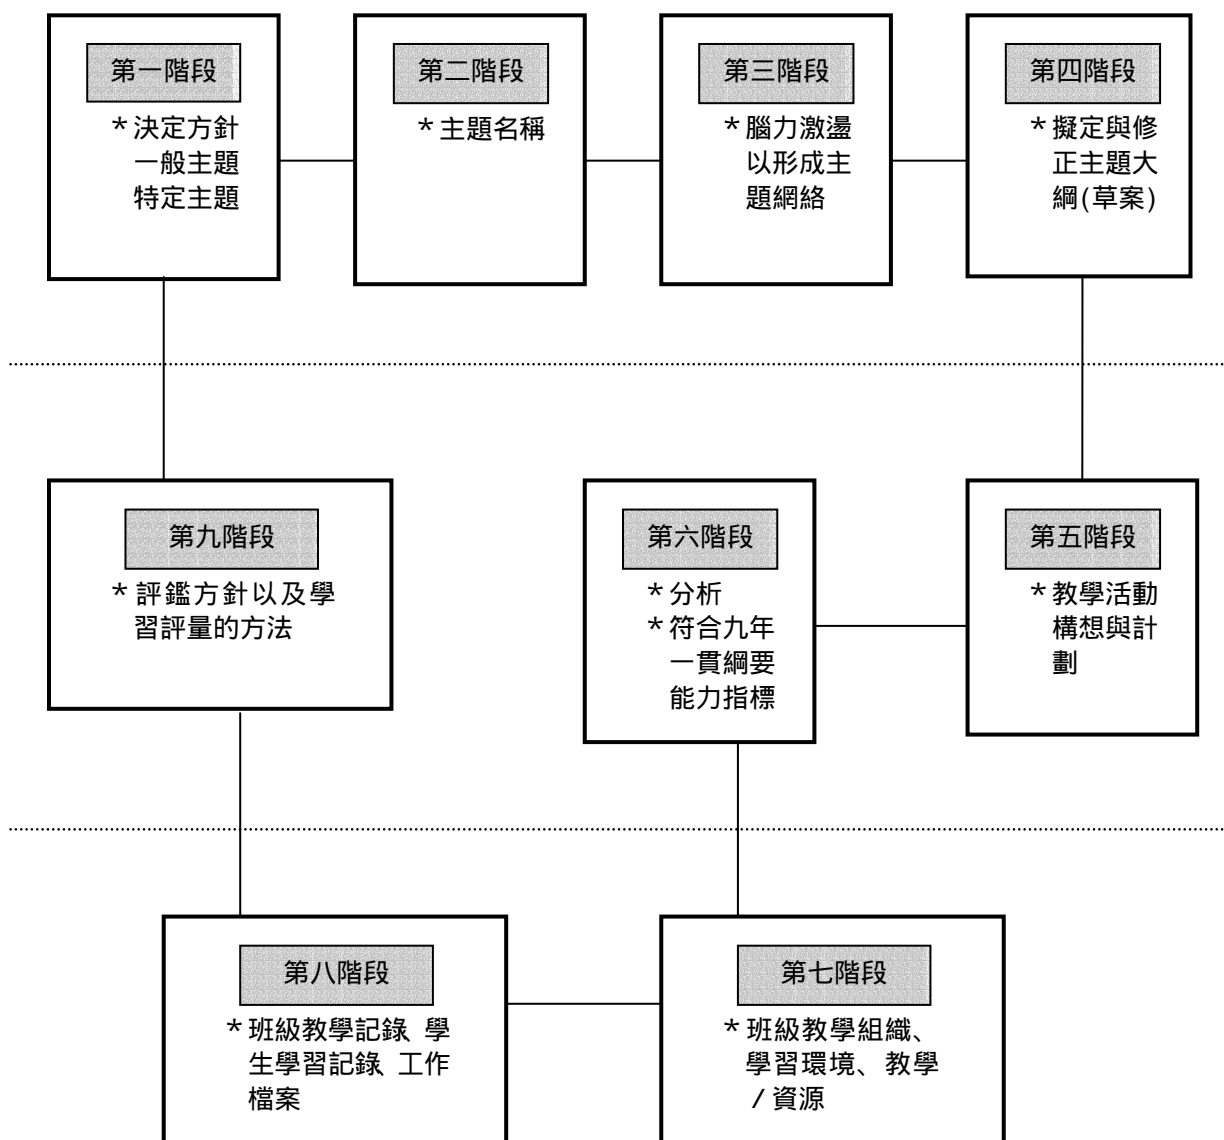 第一階段
*決定方針
一般主題
特定主題
第二階段
*主題名稱
第三階段
*腦力激盪
以形成主
題網絡
第四階段
*擬定與修
正主題大
綱(草案)
第九階段
*評鑑方針以及學
習評量的方法
第六階段
*分析
*符合九年
一貫綱要
能力指標
第五階段
*教學活動
構想與計
劃
第八階段
*班級教學記錄、學
生學習記錄、工作
檔案
第七階段
*班級教學組織、
學習環境、教學
/資源